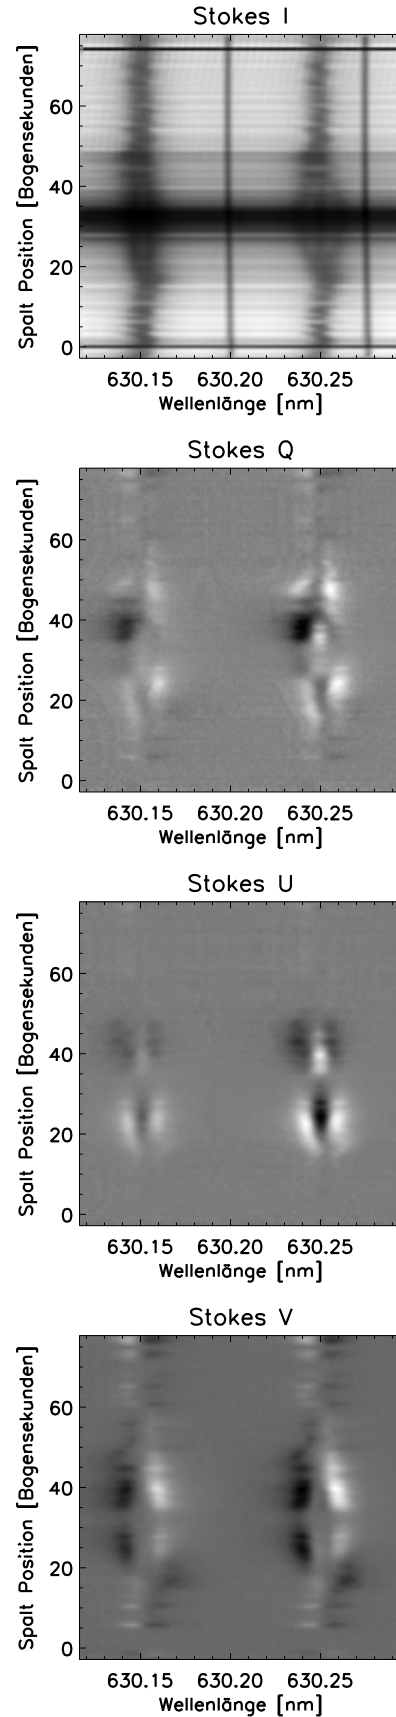 Stokes I
Spalt Position [Bogensekunden]
60
40
20
0
630.15 630.20 630.25
Wellenlänge [nm]
Stokes Q
Spalt Position [Bogensekunden]
60
40
20
0
630.15 630.20 630.25
Wellenlänge [nm]
Stokes U
Spalt Position [Bogensekunden]
60
40
20
0
630.15 630.20 630.25
Wellenlänge [nm]
Stokes V
Spalt Position [Bogensekunden]
60
40
20
0
630.15 630.20 630.25
Wellenlänge [nm]